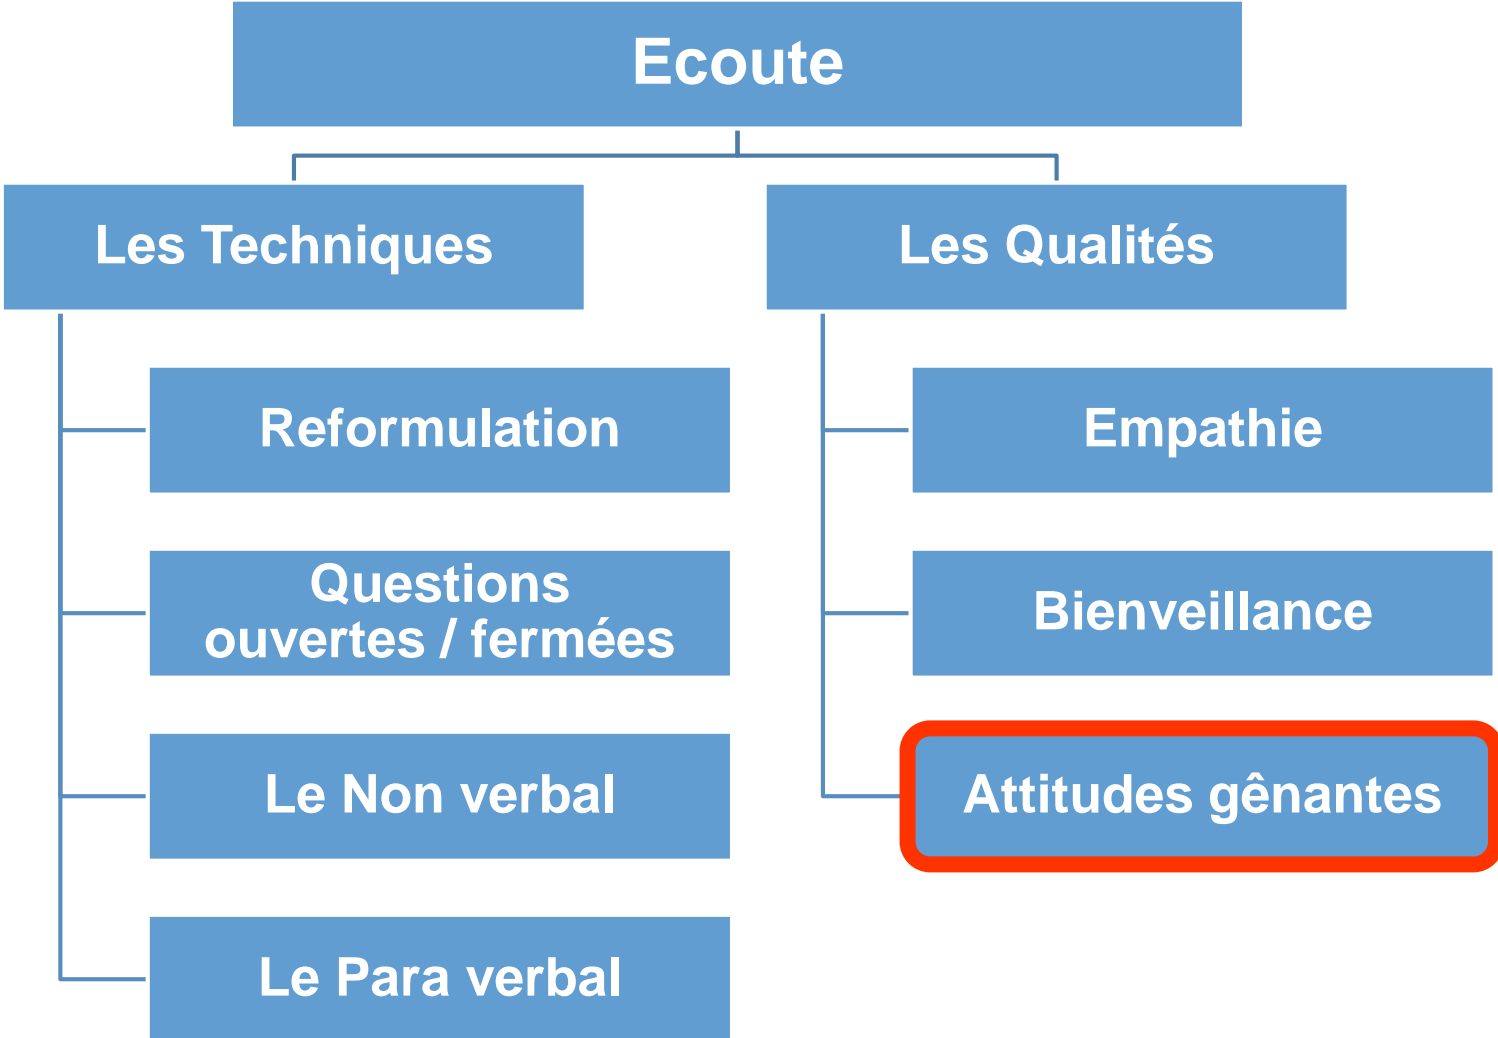 Ecoute
Les Techniques
Reformulation
Questions
ouvertes / fermées
Le Non verbal
Le Para verbal
Les Qualités
Empathie
Bienveillance
Attitudes gênantes